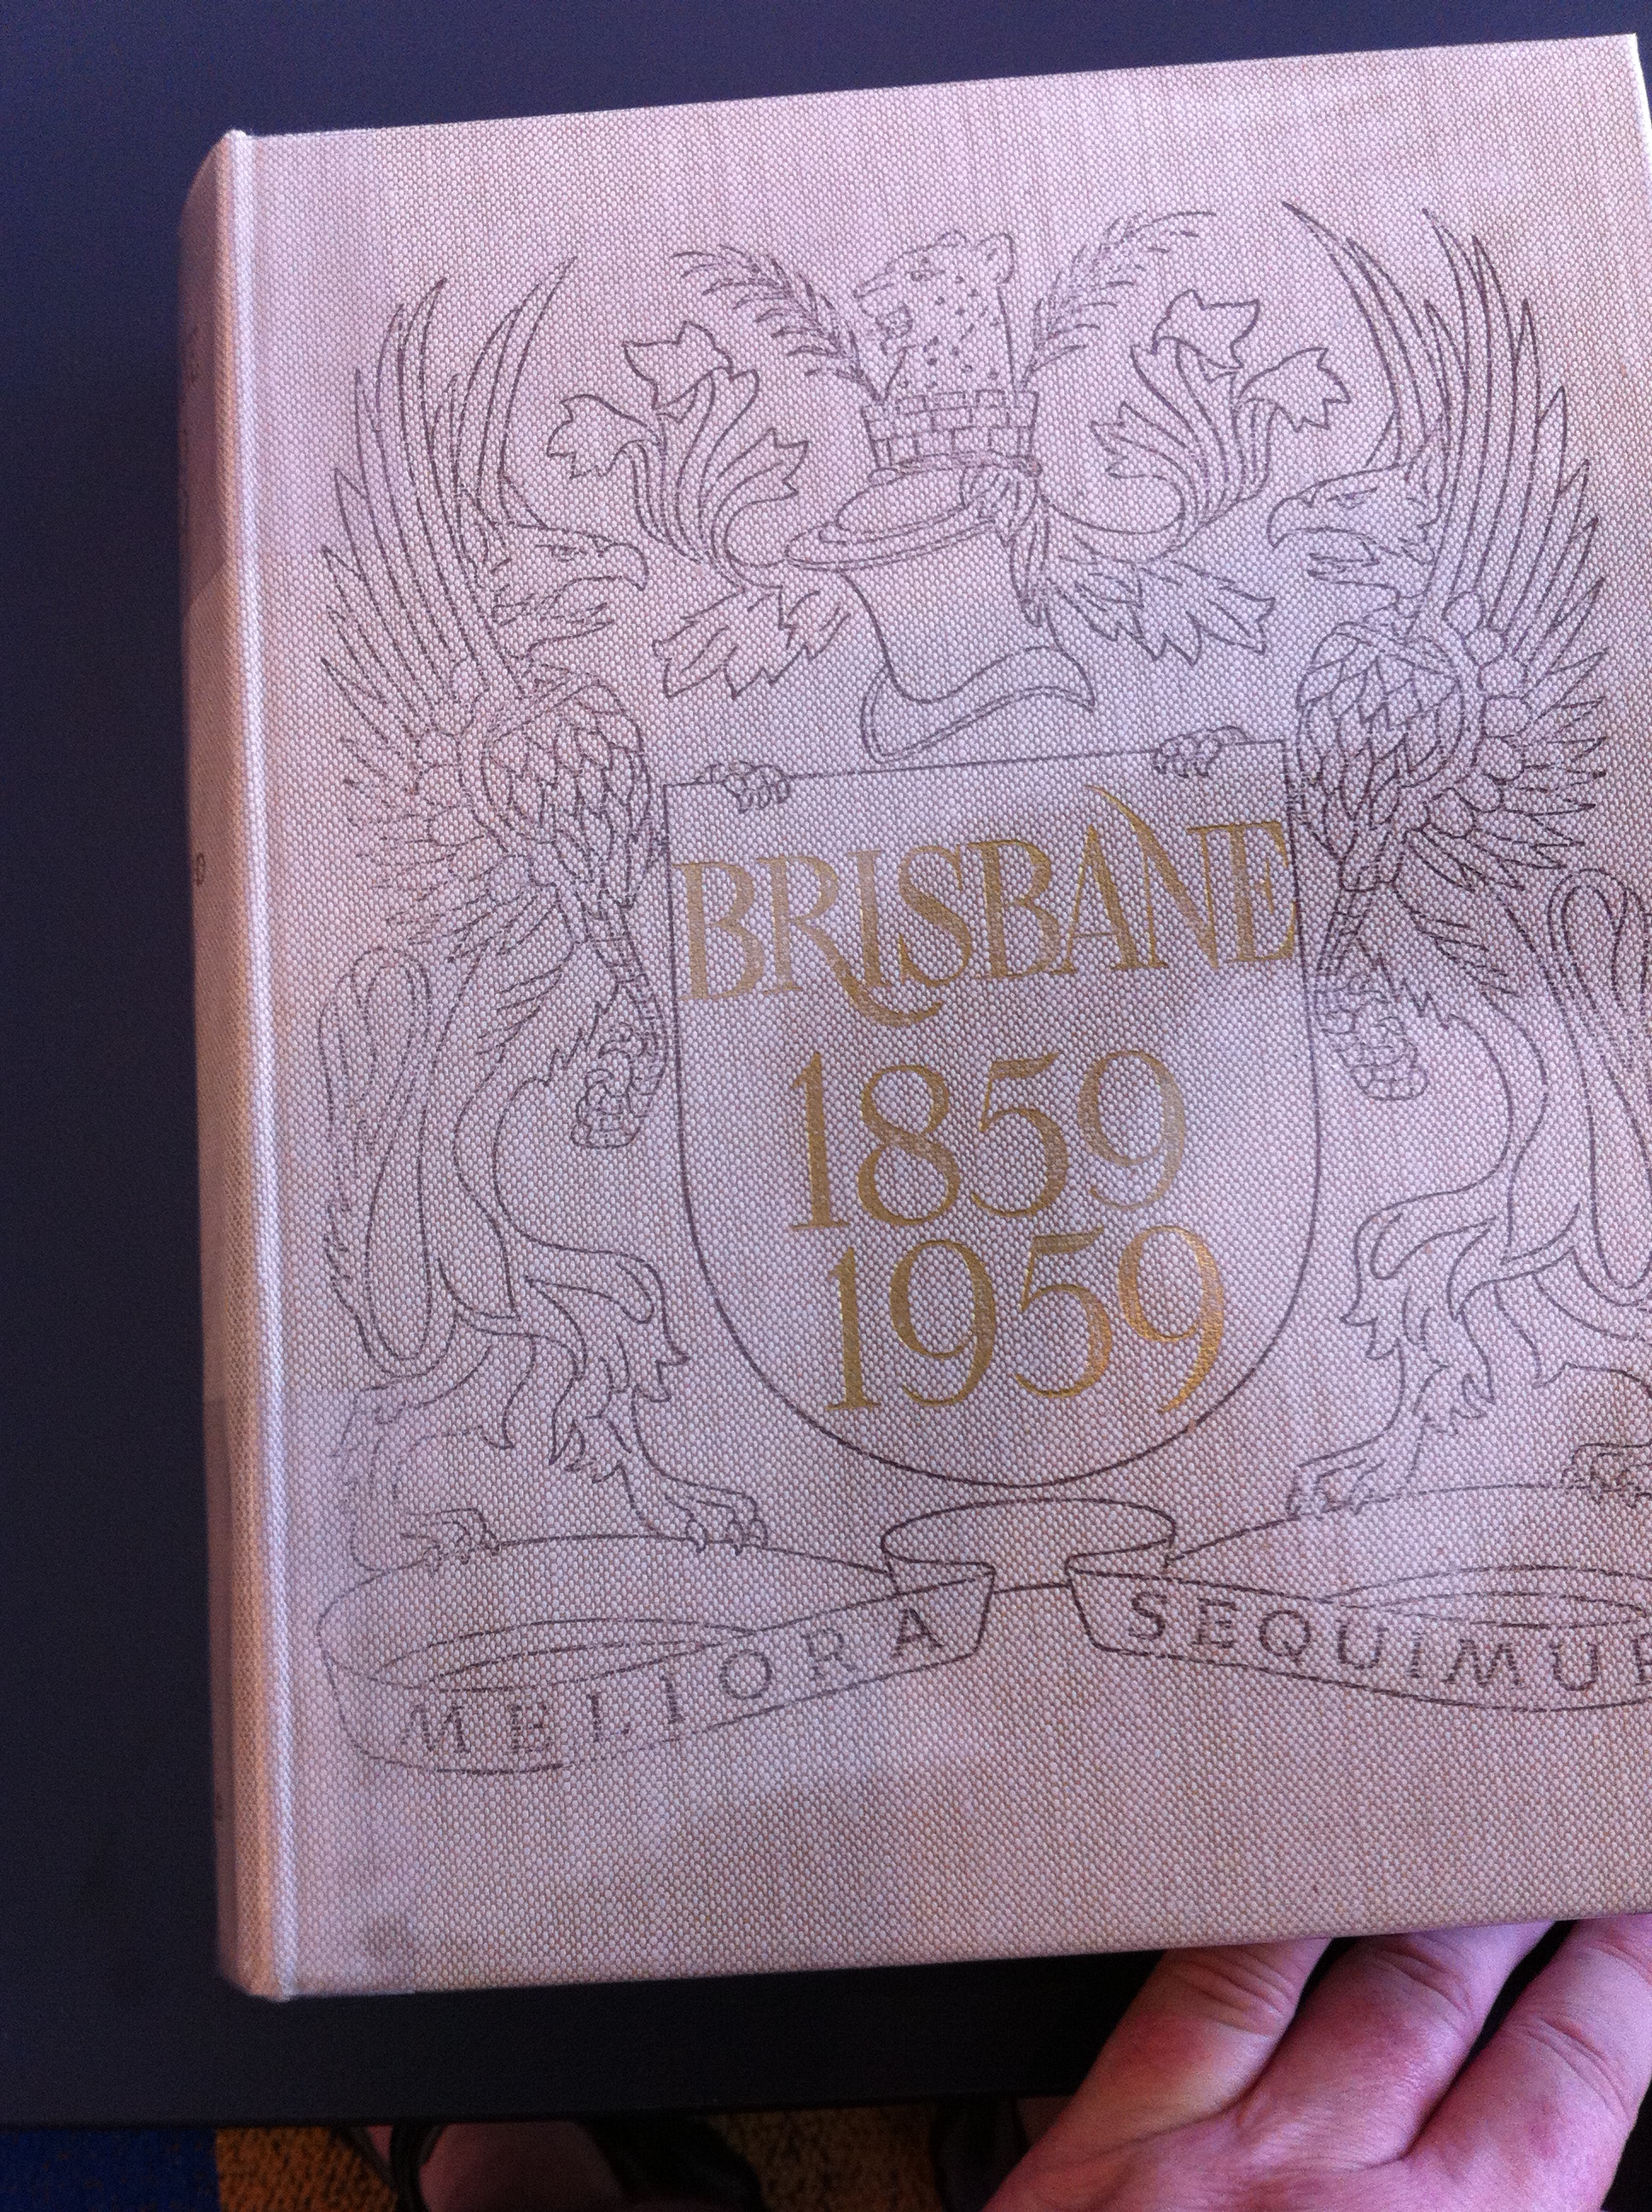 BRISBANE
1859
1959
MELIORA SEQUIMUR